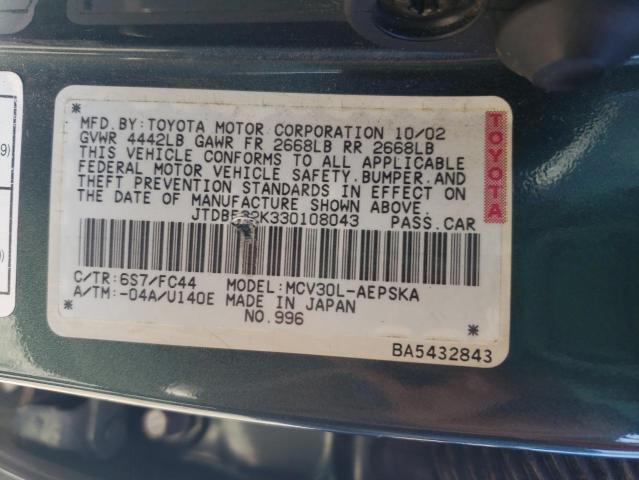 MFD.BY:TOYOTA MOTOR CORPORATION 10/02
GVWR 4442LB GAWR FR 2668LB RR 2668LB
THIS VEHICLE CONFORMS TO ALL APPLICABLE
FEDERAL MOTOR VEHICLE SAFETY,BUMPER,AND
THEFT PREVENTION STANDARDS IN EFFECT ON
THE DATE OF MANUFACTURE SHOWN ABOVE.
PASS.CAR
C/TR:6S7/FC44 MODEL:MCV30L-AEPSKA
A/TM:-04A/U140E MADE IN JAPAN
NO.996
BA5432843
TOYOTA
9)
)